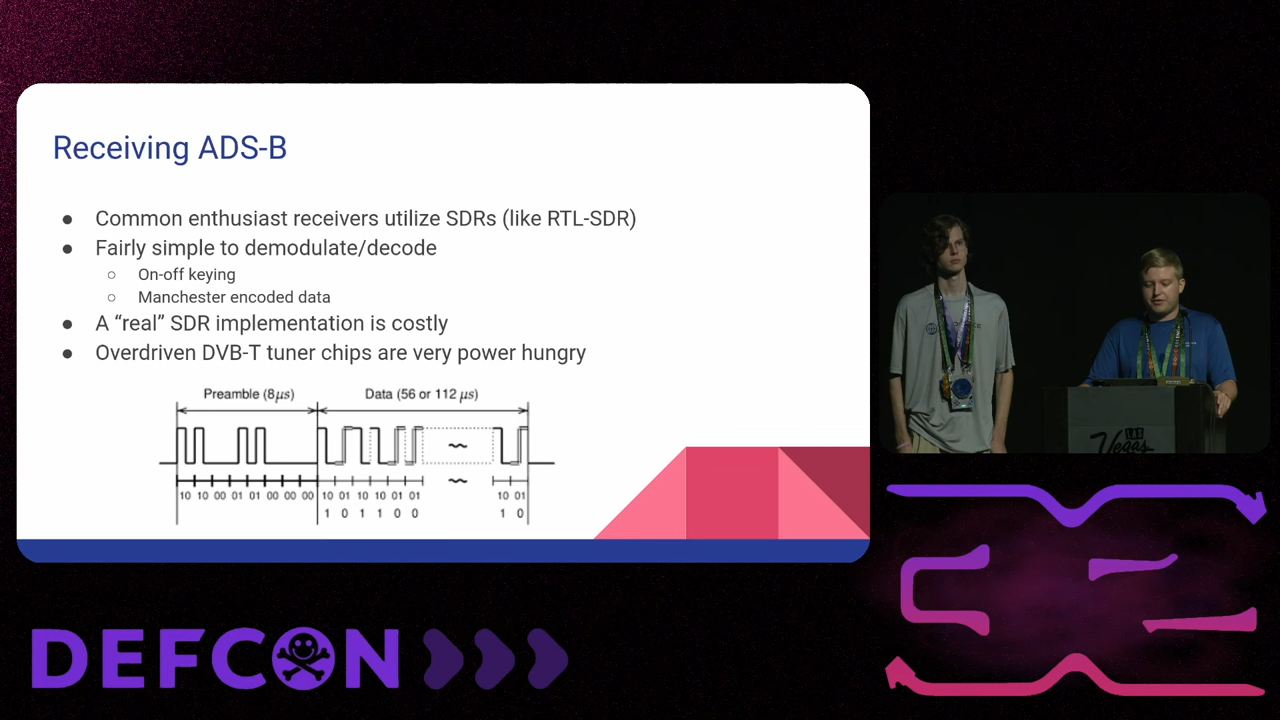 Receiving ADS-B
● Common enthusiast receivers utilize SDRs (like RTL-SDR)
● Fairly simple to demodulate/decode
○ On-off keying
○ Manchester encoded data
● A “real” SDR implementation is costly
● Overdriven DVB-T tuner chips are very power hungry
Preamble (8μs) Data (56 or 112 μs)
10 10 00 01 01 00 00 00 10 01 10 10 01 01 10 01
1 0 1 1 0 0 1 0
LAS
Vegas
DEFCON